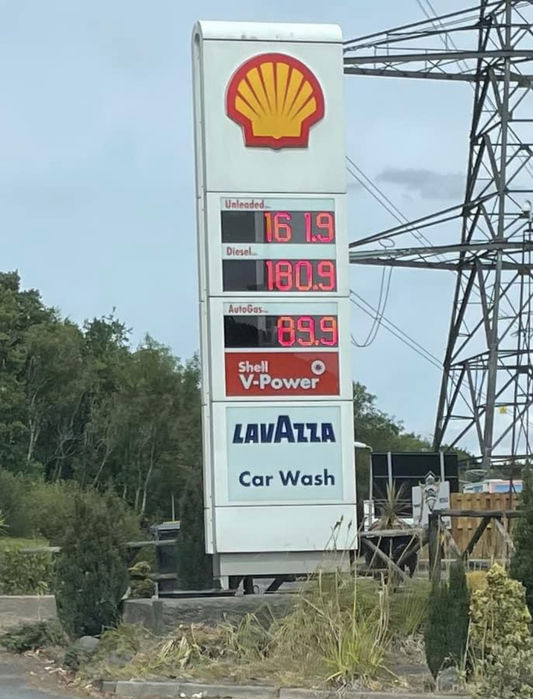 Unleaded
161.9
Diesel
180.9
AutoGas
89.9
Shell
V-Power
LAVAZZA
Car Wash